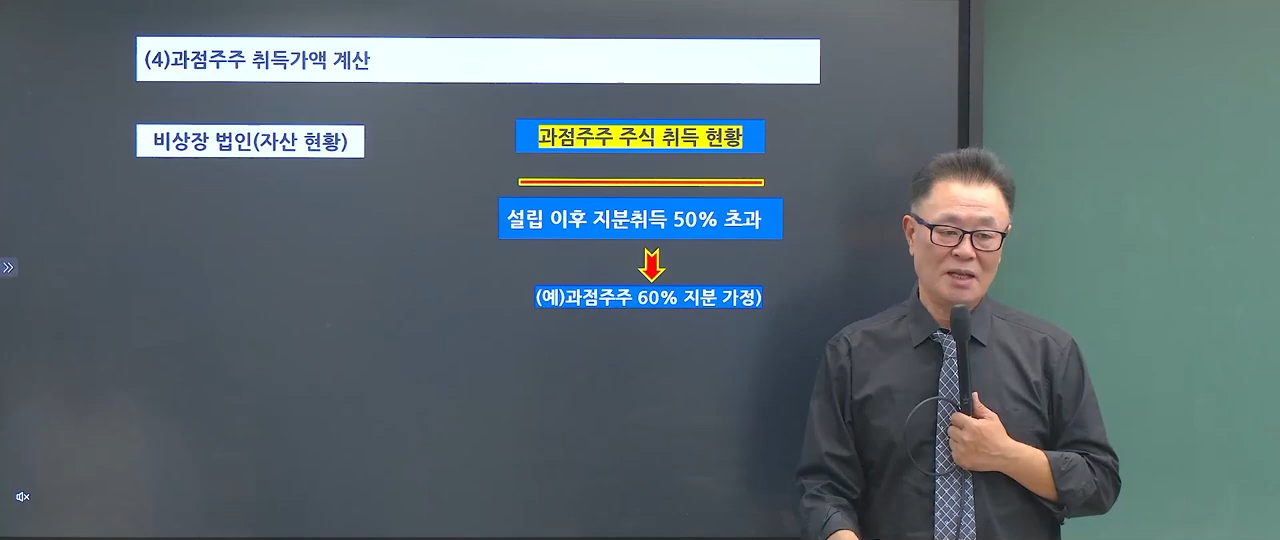 (4)과점주주 취득가액 계산
비상장 법인(자산 현황)
과점주주 주식 취득 현황
설립 이후 지분취득 50% 초과
(예)과점주주 60% 지분 가정)